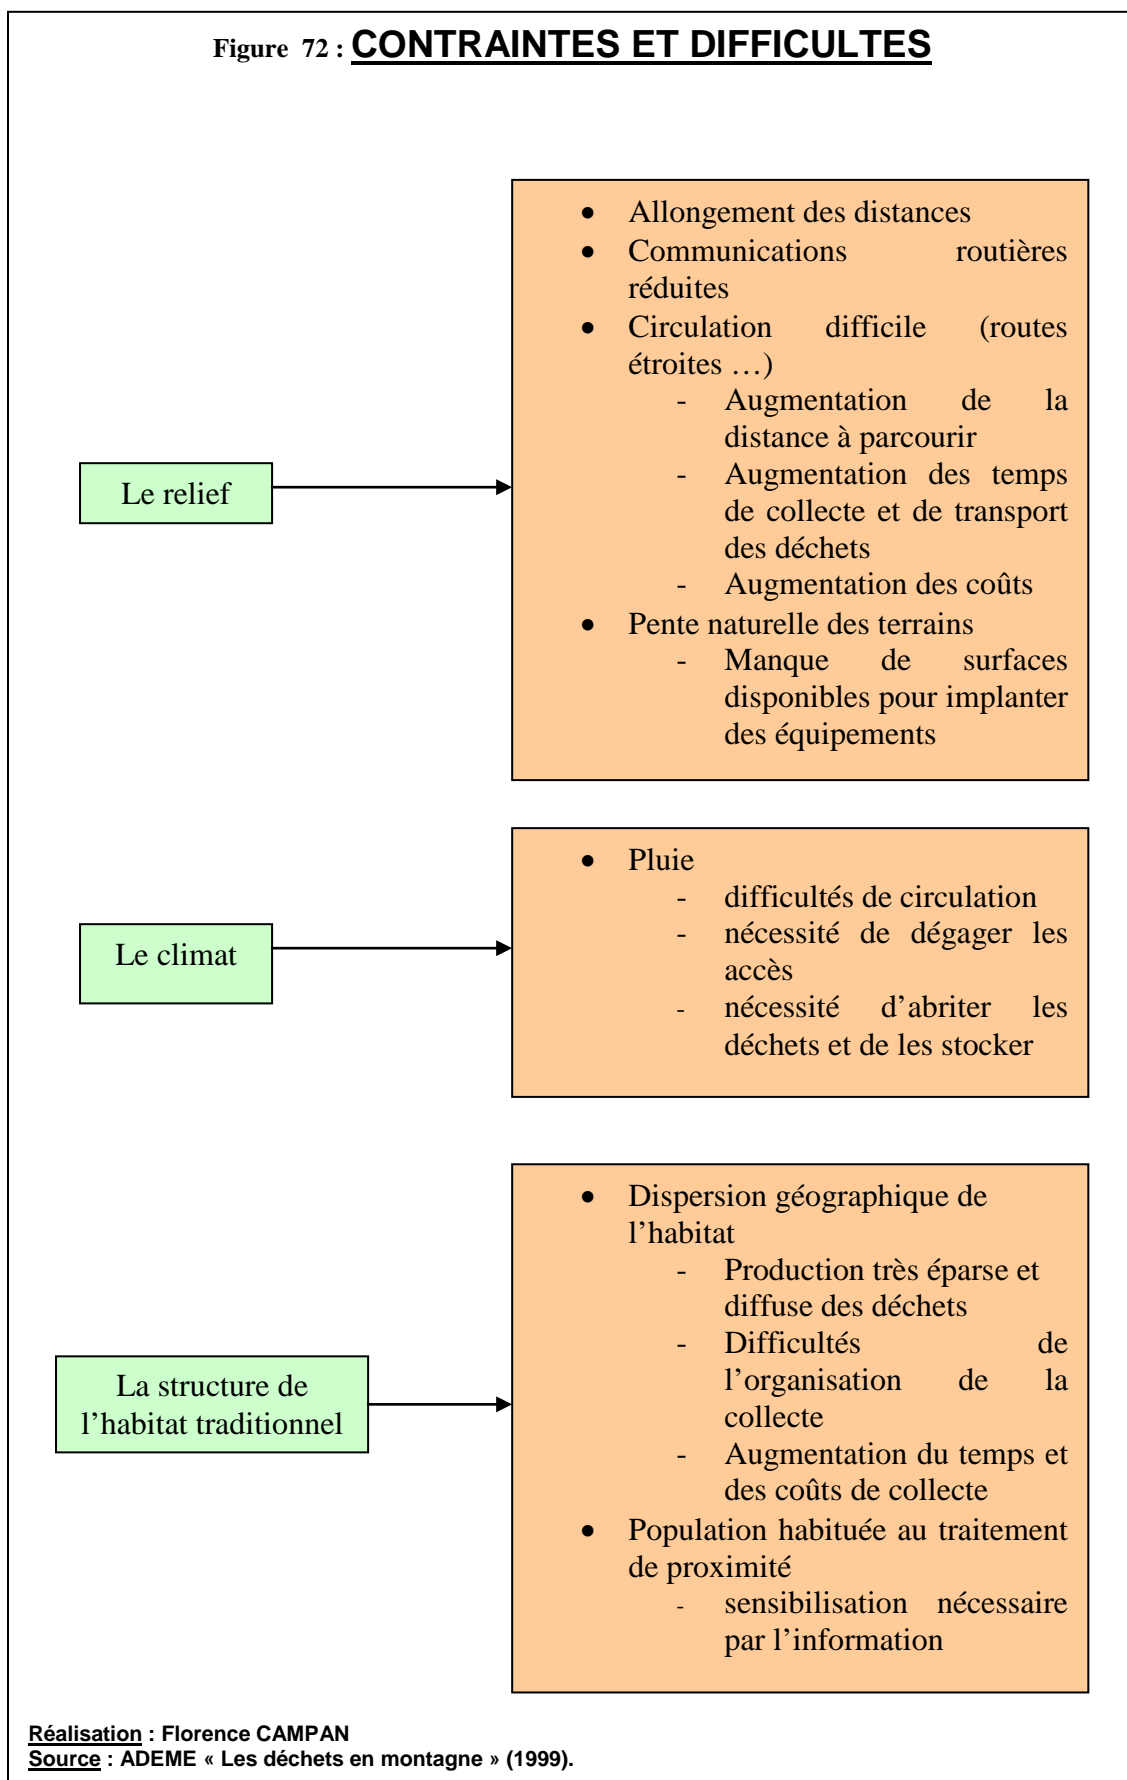 Figure 72 : CONTRAINTES ET DIFFICULTES
Le relief
• Allongement des distances
• Communications routières
réduites
• Circulation difficile (routes
étroites …)
- Augmentation de la
distance à parcourir
- Augmentation des temps
de collecte et de transport
des déchets
- Augmentation des coûts
• Pente naturelle des terrains
- Manque de surfaces
disponibles pour implanter
des équipements
Le climat
• Pluie
- difficultés de circulation
- nécessité de dégager les
accès
- nécessité d’abriter les
déchets et de les stocker
La structure de
l’habitat traditionnel
• Dispersion géographique de
l’habitat
- Production très éparse et
diffuse des déchets
- Difficultés de
l’organisation de la
collecte
- Augmentation du temps et
des coûts de collecte
• Population habituée au traitement
de proximité
- sensibilisation nécessaire
par l’information
Réalisation : Florence CAMPAN
Source : ADEME « Les déchets en montagne » (1999).